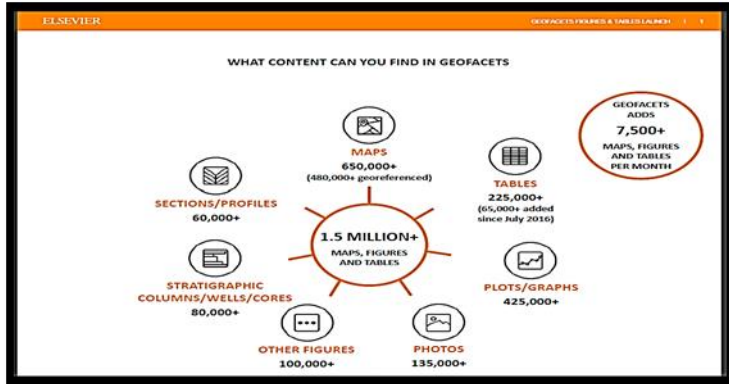 ELSEVIER
GEOFACETS FIGURES & TABLES LAUNCH | 9
WHAT CONTENT CAN YOU FIND IN GEOFACETS
GEOFACETS
ADDS
7,500+
MAPS, FIGURES
AND TABLES
PER MONTH
MAPS
650,000+
(480,000+ georeferenced)
TABLES
225,000+
(65,000+ added
since July 2016)
SECTIONS/PROFILES
60,000+
1.5 MILLION+
MAPS, FIGURES
AND TABLES
STRATIGRAPHIC
COLUMNS/WELLS/CORES
80,000+
PLOTS/GRAPHS
425,000+
OTHER FIGURES
100,000+
PHOTOS
135,000+